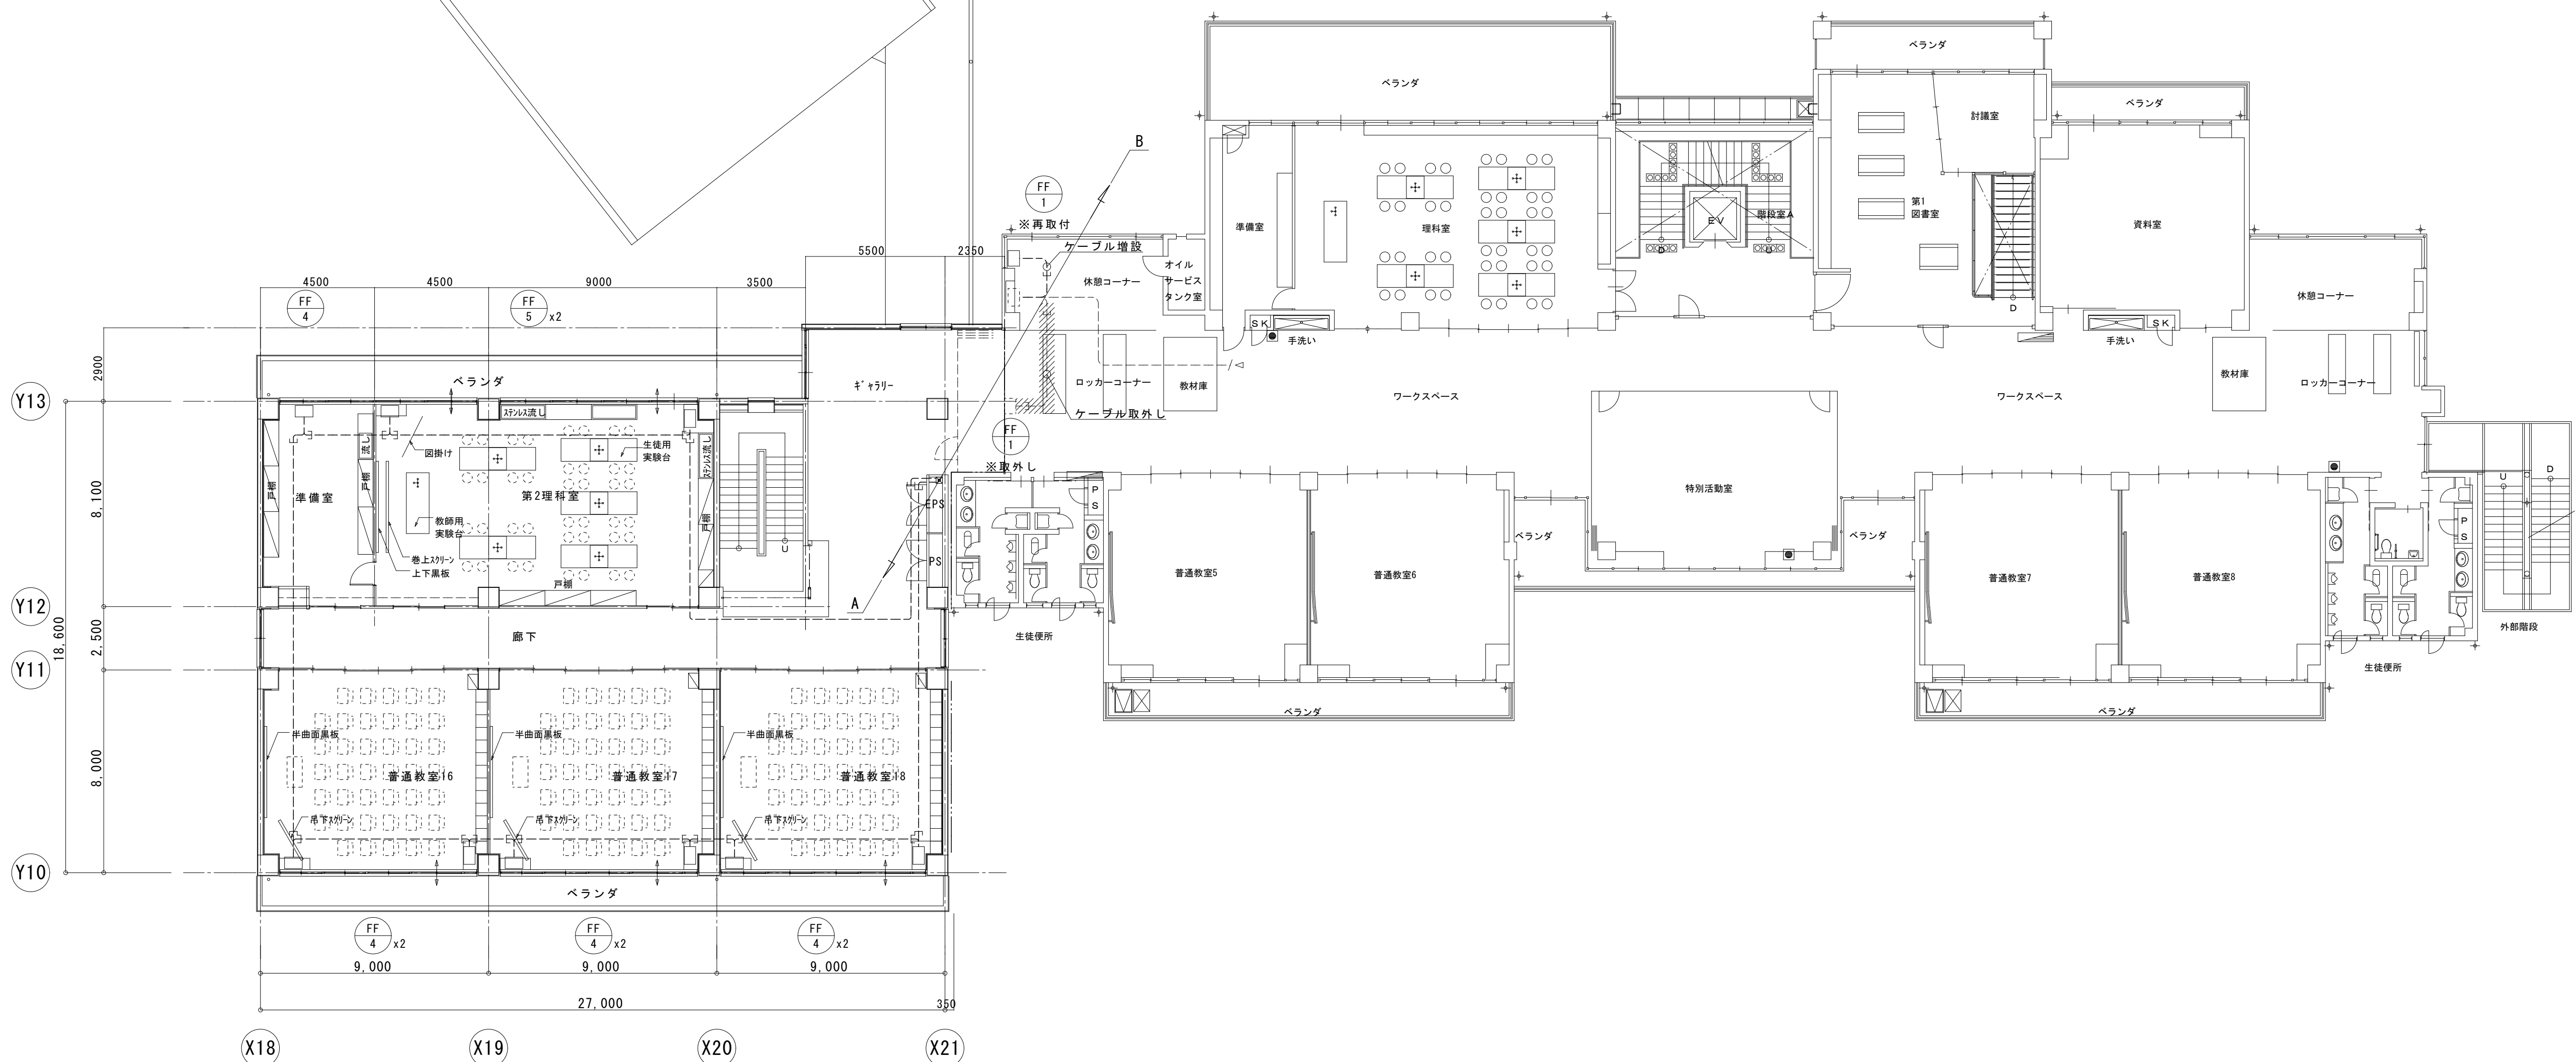 ベランダ
ベランダ
ベランダ
B
FF
1
※再取付
ケーブル増設
オイル
サービス
タンク室
休憩コーナー
準備室
理科室
EV
階段室A
D
U
討議室
第1
図書室
資料室
D
休憩コーナー
SK
手洗い
SK
手洗い
5500
2350
4500
4500
9000
3500
FF
4
FF
5
x2
2900
ベランダ
ギャラリー
ロッカーコーナー
教材庫
ワークスペース
ワークスペース
教材庫
ロッカーコーナー
Y13
ケーブル取外し
FF
1
※取外し
ステンレス流し
流し
図掛け
生徒用
実験台
ステンレス流し
戸棚
戸棚
準備室
第2理科室
教師用
実験台
巻上スクリーン
上下黒板
戸棚
戸棚
U
EPS
PS
A
PS
特別活動室
ベランダ
ベランダ
PS
U
D
8,100
普通教室5
普通教室6
普通教室7
普通教室8
Y12
18,600
2,500
廊下
生徒便所
生徒便所
外部階段
Y11
ベランダ
ベランダ
8,000
半曲面黒板
半曲面黒板
半曲面黒板
普通教室16
普通教室17
普通教室18
吊下スクリーン
吊下スクリーン
吊下スクリーン
Y10
ベランダ
FF
4
x2
FF
4
x2
FF
4
x2
9,000
9,000
9,000
27,000
350
X18
X19
X20
X21